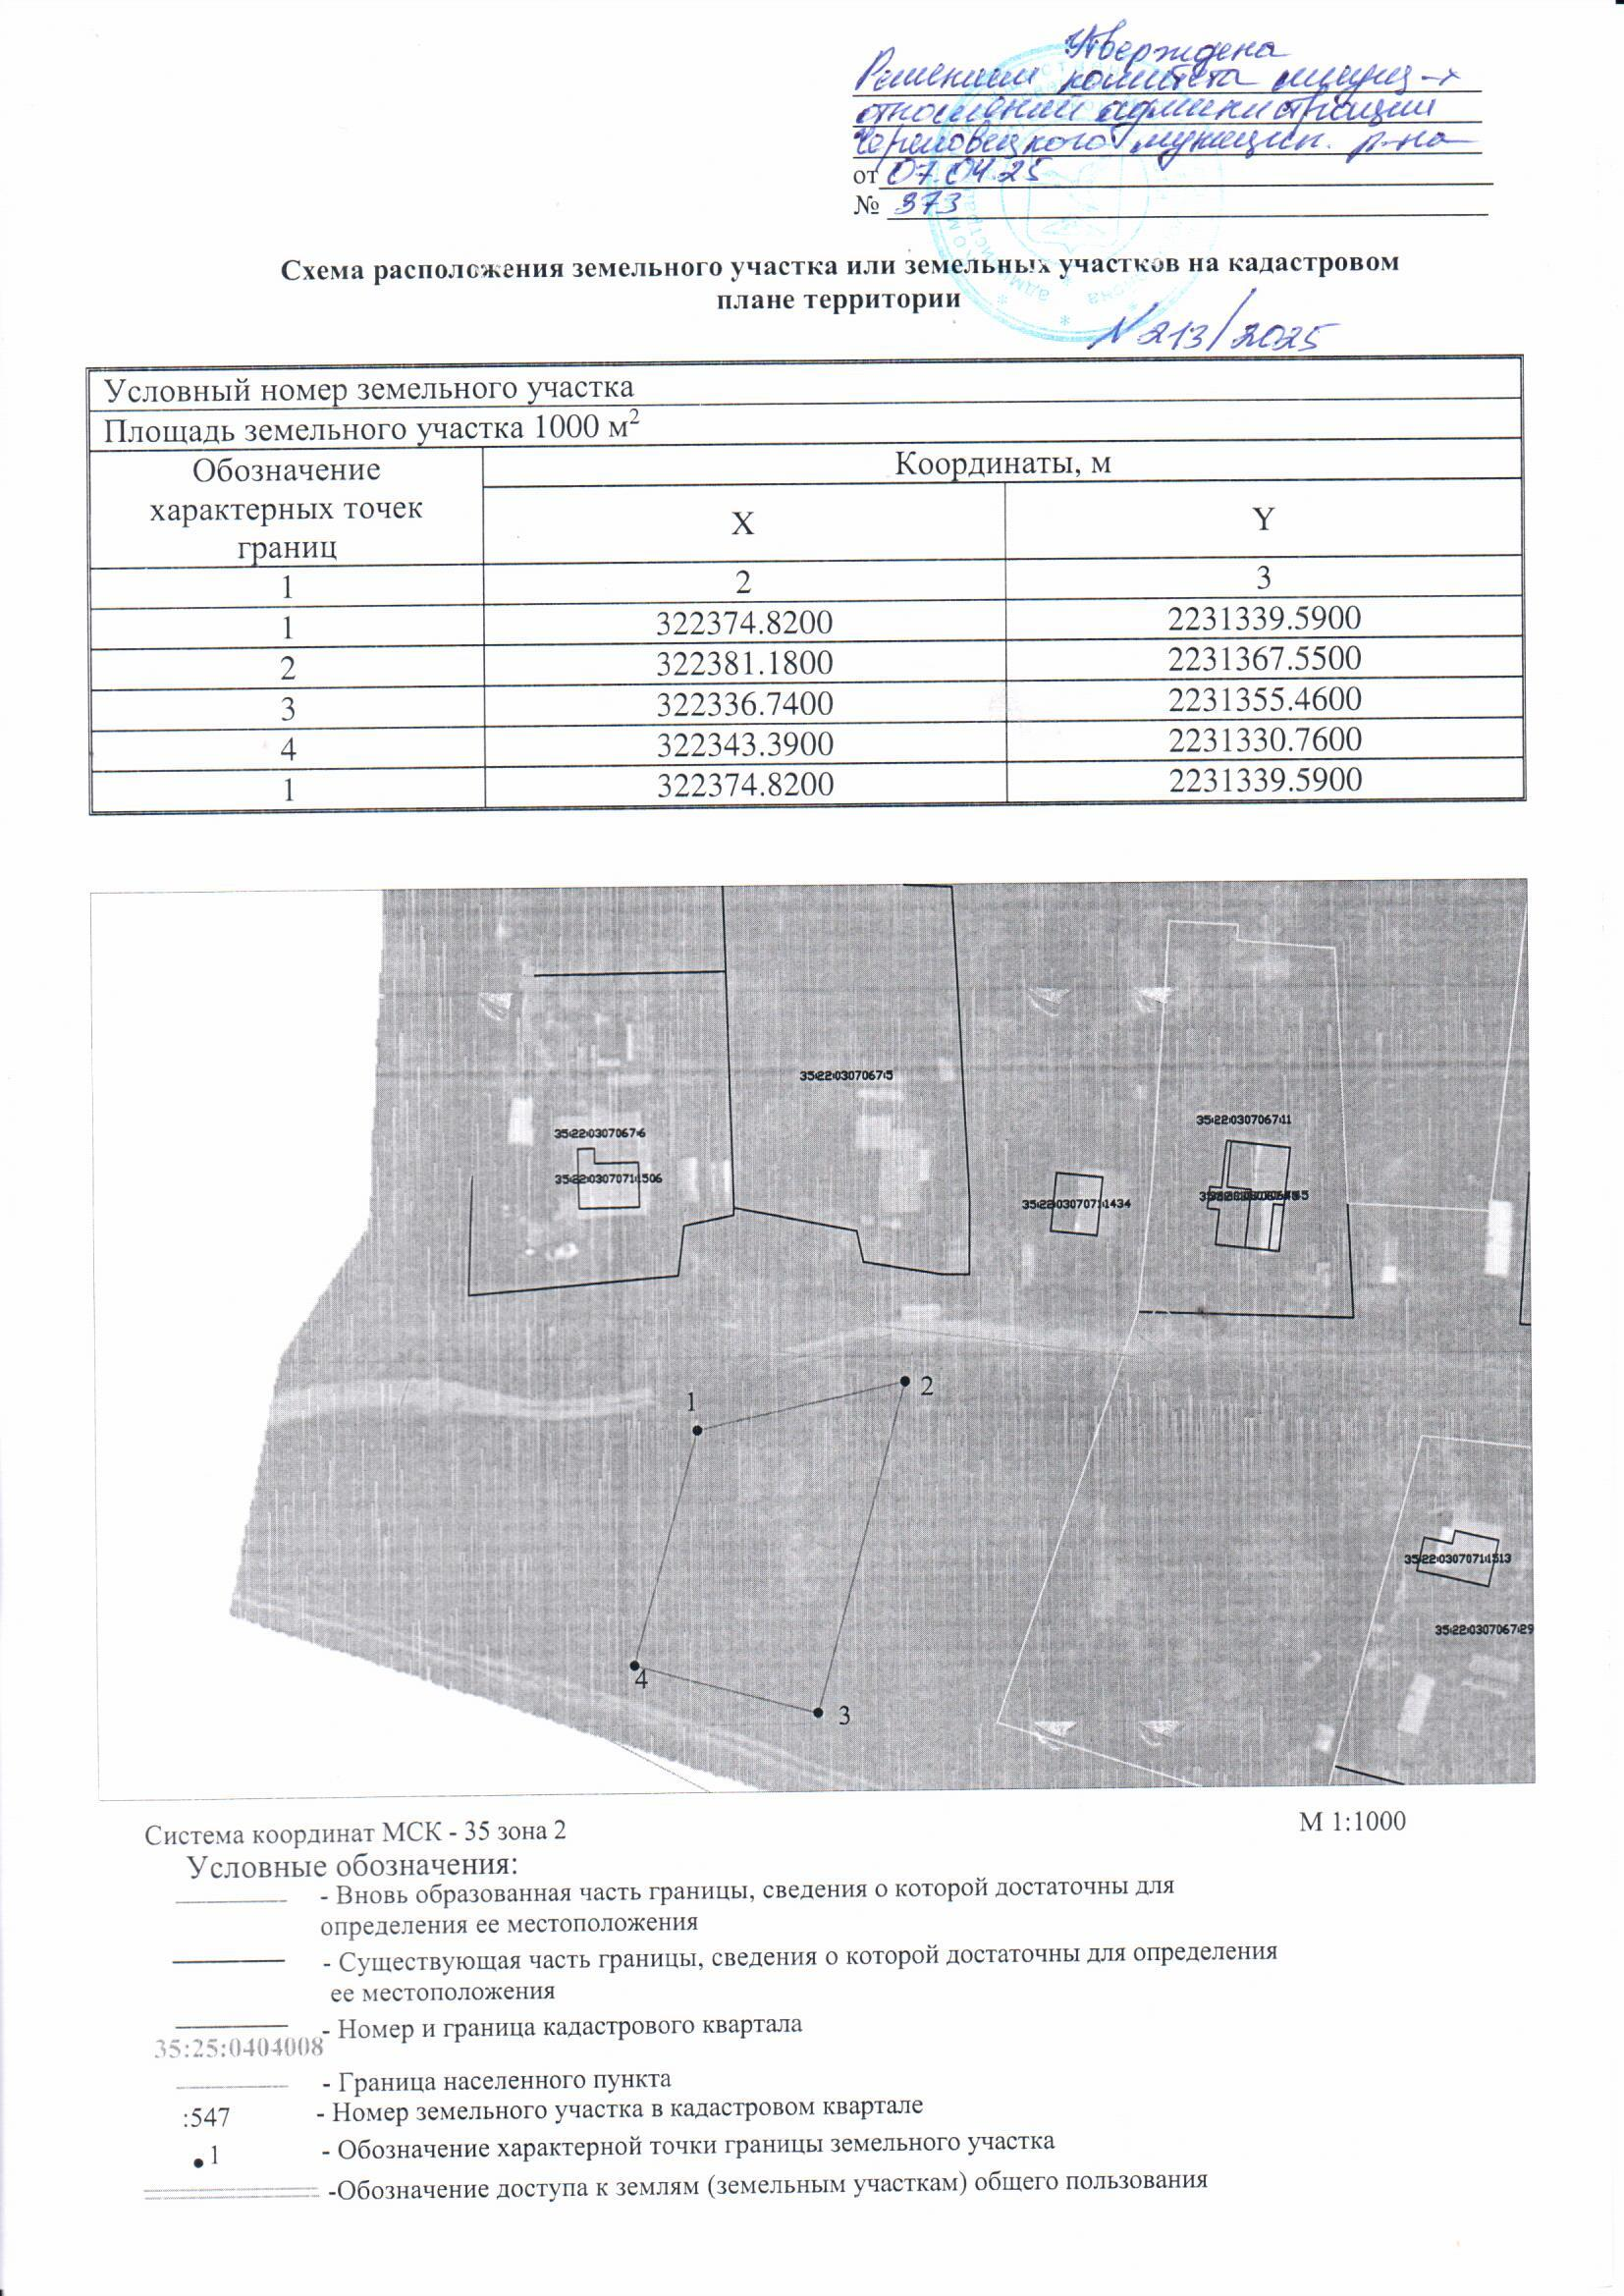 Утверждена
Решением комитета имущ-х
отношений администрации
Череповецкого муницип. р-на
от 07.04.25
№ 373
Схема расположения земельного участка или земельных участков на кадастровом
плане территории
N 213/2025
Условный номер земельного участка
Площадь земельного участка 1000 м²
Обозначение характерных точек границ
Координаты, м
X Y
1 2 3
1 322374.8200 2231339.5900
2 322381.1800 2231367.5500
3 322336.7400 2231355.4600
4 322343.3900 2231330.7600
1 322374.8200 2231339.5900
35:22:0307067:5
35:22:0307067:11
35:22:0307067:6
35:22:0307071:506
35:22:0307071:1434
1
2
35:22:0307071:1513
35:22:0307067:29
4
3
Система координат МСК - 35 зона 2
М 1:1000
Условные обозначения:
- Вновь образованная часть границы, сведения о которой достаточны для
определения ее местоположения
- Существующая часть границы, сведения о которой достаточны для определения
ее местоположения
- Номер и граница кадастрового квартала
35:25:0404008
- Граница населенного пункта
:547 - Номер земельного участка в кадастровом квартале
1 - Обозначение характерной точки границы земельного участка
-Обозначение доступа к землям (земельным участкам) общего пользования